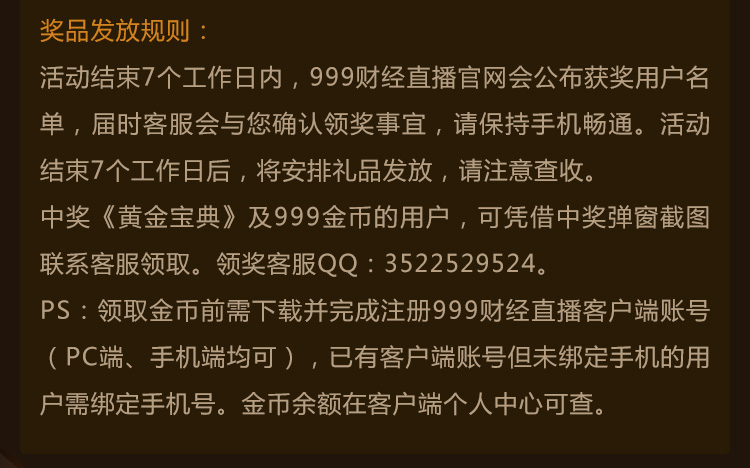 奖品发放规则：
活动结束7个工作日内，999财经直播官网会公布获奖用户名
单，届时客服会与您确认领奖事宜，请保持手机畅通。活动
结束7个工作日后，将安排礼品发放，请注意查收。
中奖《黄金宝典》及999金币的用户，可凭借中奖弹窗截图
联系客服领取。领奖客服QQ：3522529524。
PS：领取金币前需下载并完成注册999财经直播客户端账号
（PC端、手机端均可），已有客户端账号但未绑定手机的用
户需绑定手机号。金币余额在客户端个人中心可查。